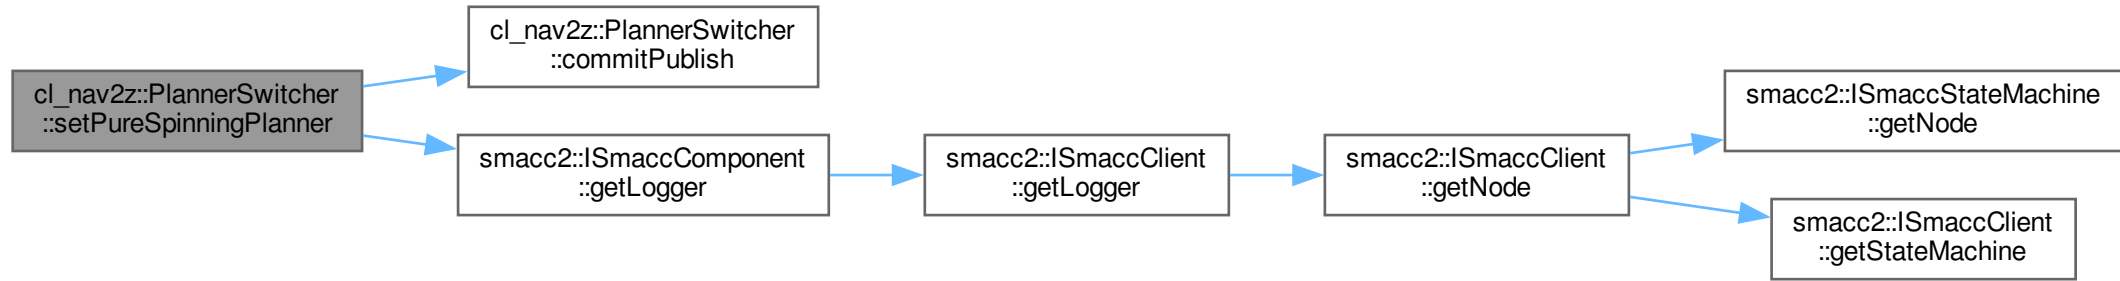 cl_nav2z::PlannerSwitcher
::setPureSpinningPlanner
cl_nav2z::PlannerSwitcher
::commitPublish
smacc2::ISmaccComponent
::getLogger
smacc2::ISmaccClient
::getLogger
smacc2::ISmaccClient
::getNode
smacc2::ISmaccStateMachine
::getNode
smacc2::ISmaccClient
::getStateMachine